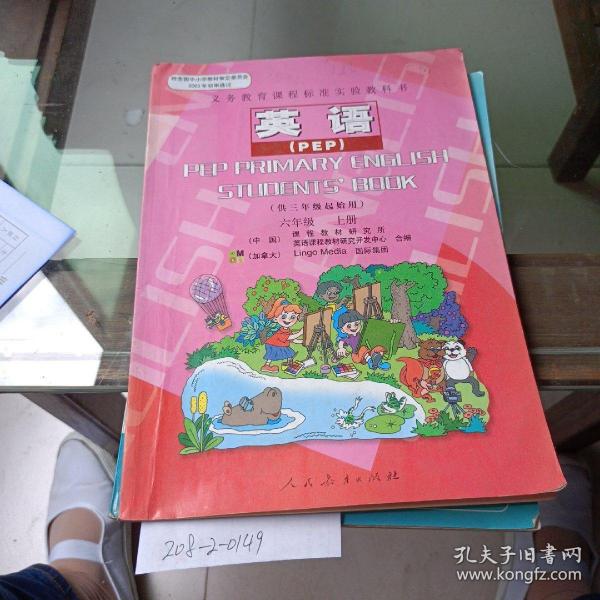 经全国中小学教材审定委员会
2003年初审通过
义务教育课程标准实验教科书
英语
(PEP)
PEP PRIMARY ENGLISH
STUDENTS' BOOK
(供三年级起始用)
六年级 上册
(中国) 课程教材研究所
英语课程教材研究开发中心 合编
(加拿大) Lingo Media 国际集团
人民教育出版社
208-2-0149
孔夫子旧书网
www.kongfz.com